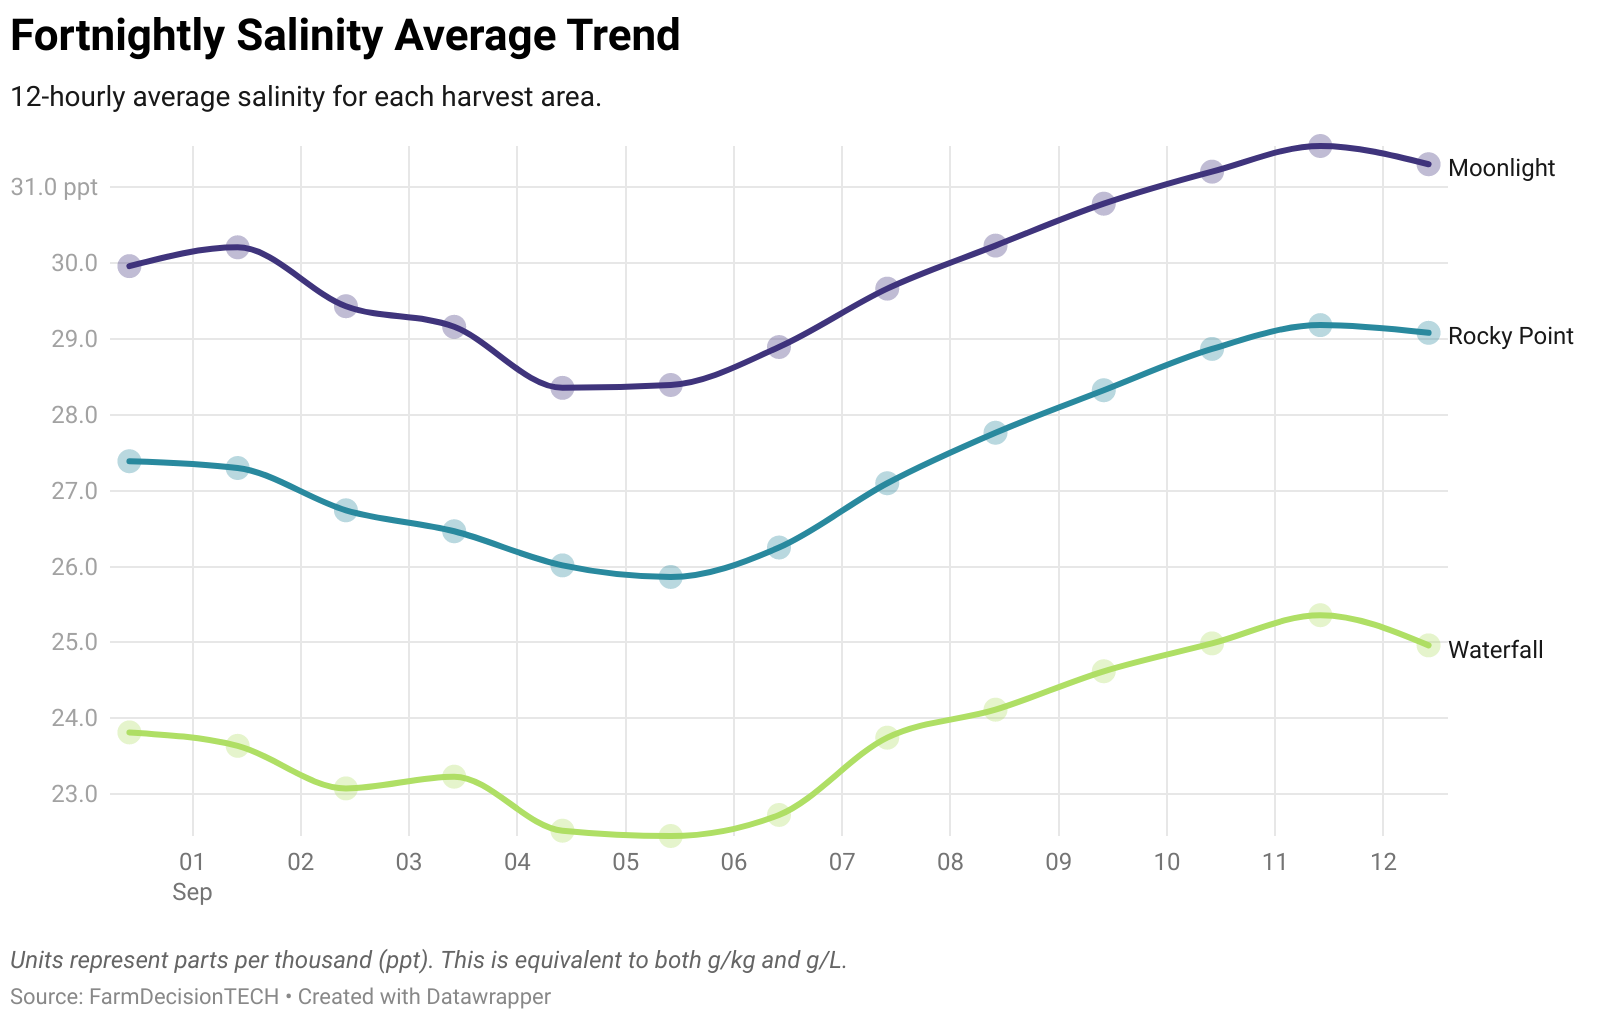 Fortnightly Salinity Average Trend
12-hourly average salinity for each harvest area.
31.0 ppt
30.0
29.0
28.0
27.0
26.0
25.0
24.0
23.0
Moonlight
Rocky Point
Waterfall
01 02 03 04 05 06 07 08 09 10 11 12
Sep
Units represent parts per thousand (ppt). This is equivalent to both g/kg and g/L.
Source: FarmDecisionTECH • Created with Datawrapper